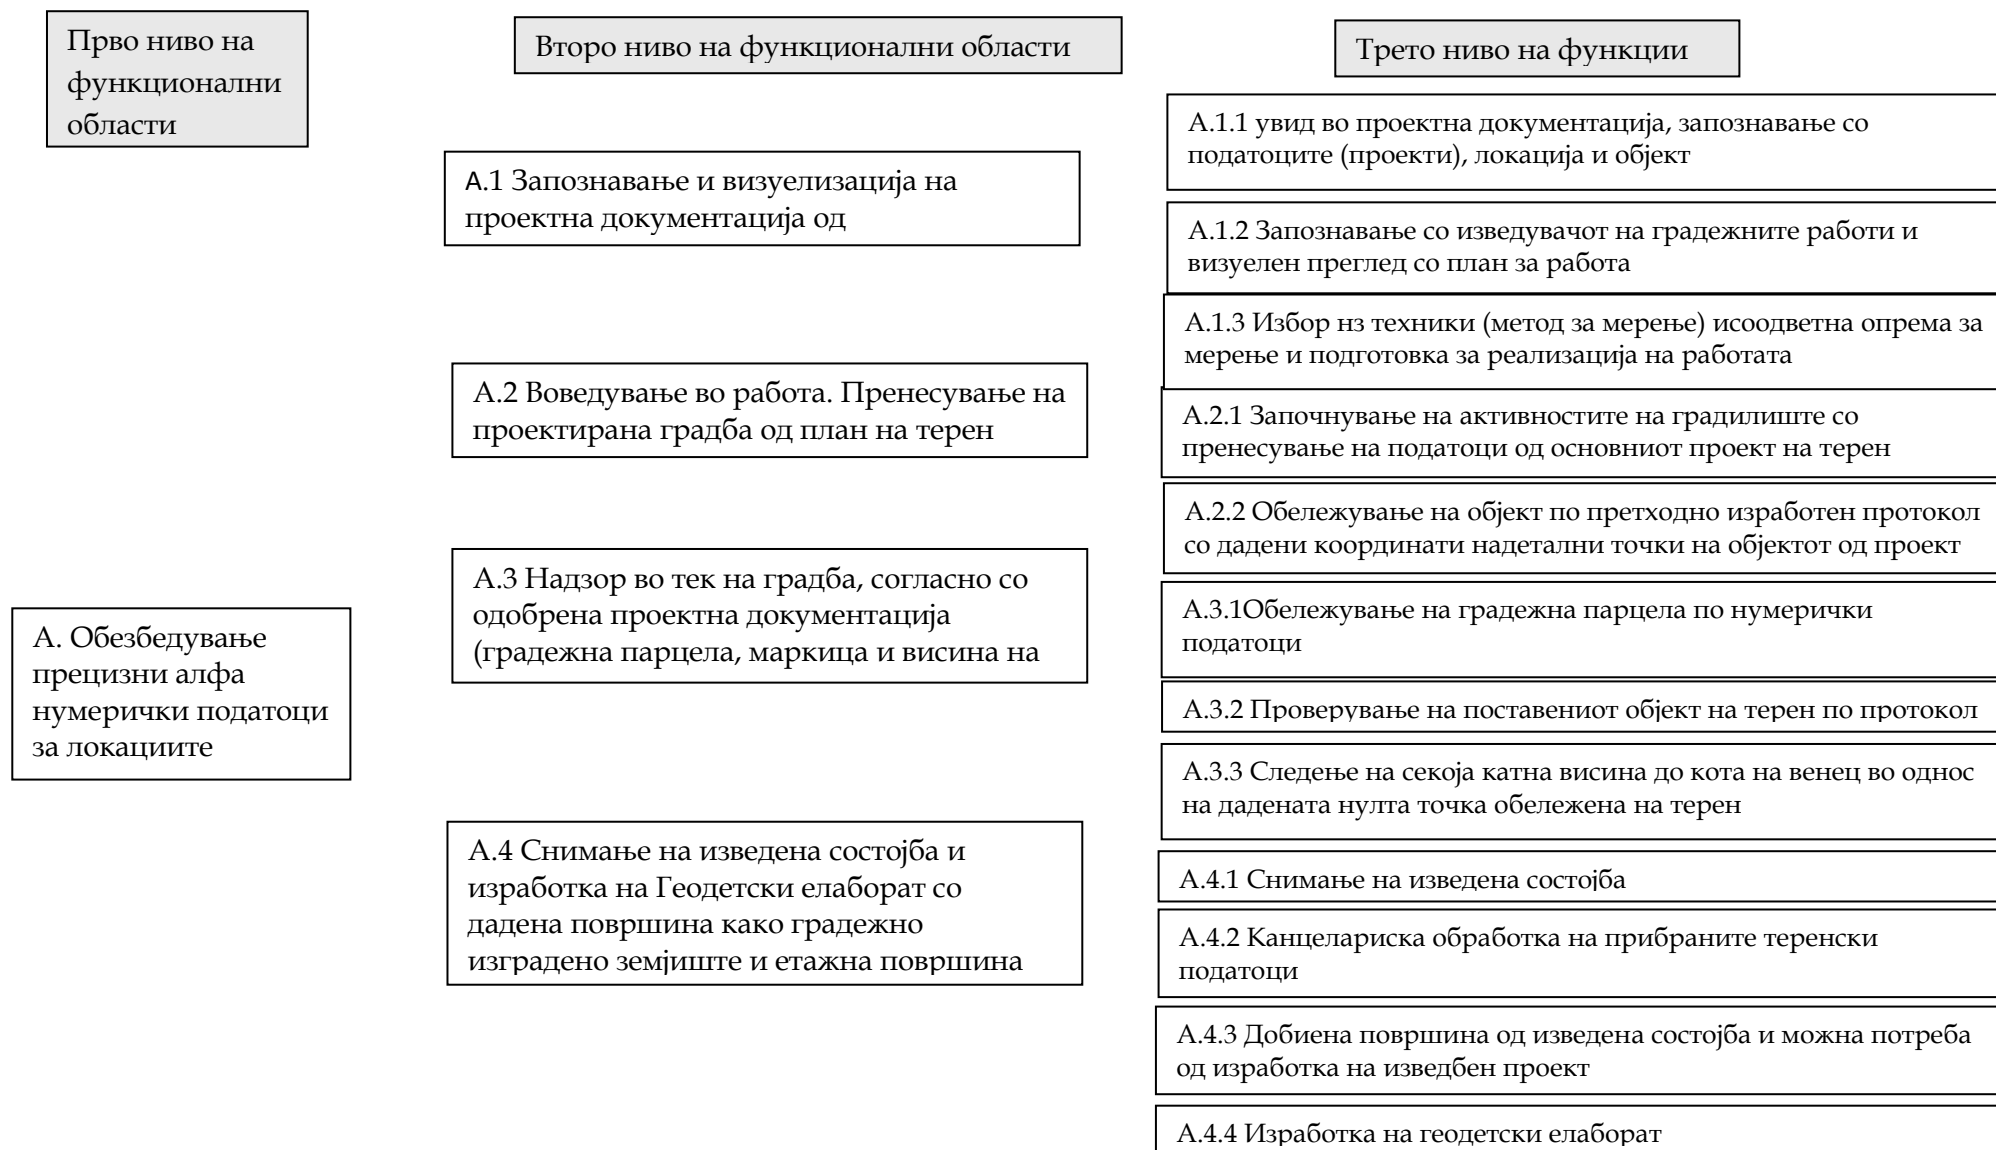 Прво ниво на
функционални
области
Второ ниво на функционални области
Трето ниво на функции
А. Обезбедување
прецизни алфа
нумерички податоци
за локациите
А.1 Запознавање и визуелизација на
проектна документација од
А.2 Воведување во работа. Пренесување на
проектирана градба од план на терен
А.3 Надзор во тек на градба, согласно со
одобрена проектна документација
(градежна парцела, маркица и висина на
А.4 Снимање на изведена состојба и
изработка на Геодетски елаборат со
дадена површина како градежно
изградено земјиште и етажна површина
А.1.1 увид во проектна документација, запознавање со
податоците (проекти), локација и објект
А.1.2 Запознавање со изведувачот на градежните работи и
визуелен преглед со план за работа
А.1.3 Избор нз техники (метод за мерење) исоодветна опрема за
мерење и подготовка за реализација на работата
А.2.1 Започнување на активностите на градилиште со
пренесување на податоци од основниот проект на терен
А.2.2 Обележување на објект по претходно изработен протокол
со дадени координати надетални точки на објектот од проект
А.3.1Обележување на градежна парцела по нумерички
податоци
А.3.2 Проверување на поставениот објект на терен по протокол
А.3.3 Следење на секоја катна висина до кота на венец во однос
на дадената нулта точка обележена на терен
А.4.1 Снимање на изведена состојба
А.4.2 Канцелариска обработка на прибраните теренски
податоци
А.4.3 Добиена површина од изведена состојба и можна потреба
од изработка на изведбен проект
А.4.4 Изработка на геодетски елаборат